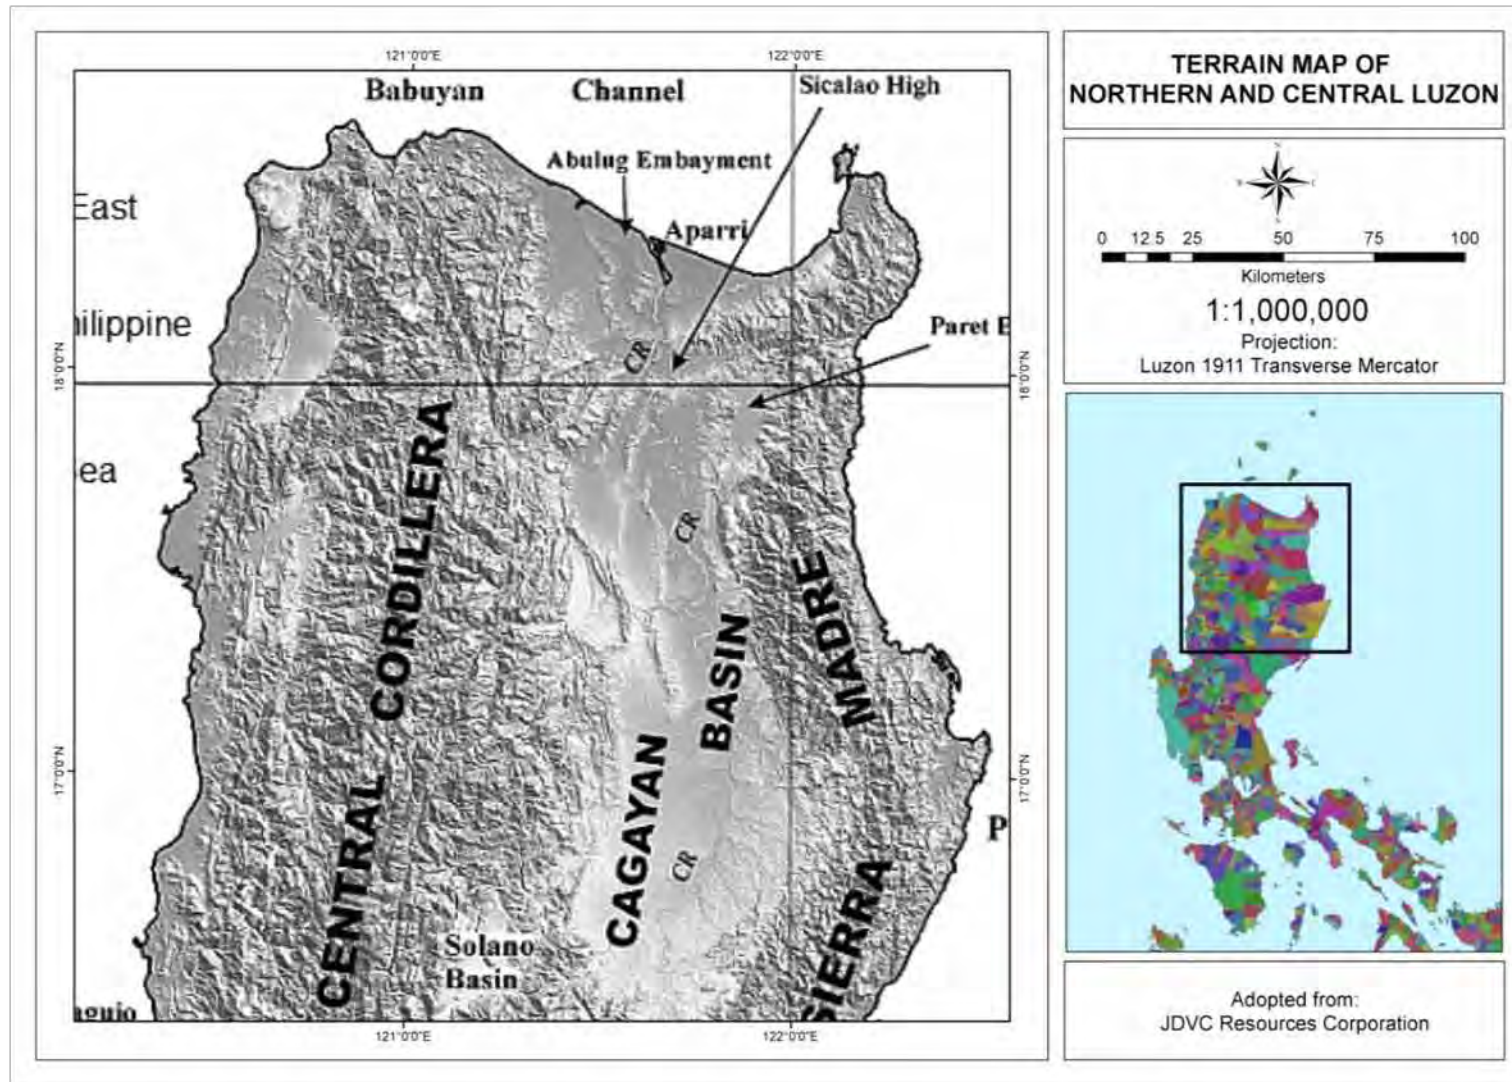 121°0'0"E
122°0'0"E
Babuyan Channel
Sicalao High
Abulug Embayment
East
Aparri
ilippine
Paret E
CR
18°0'0"N
18°0'0"N
ea
CENTRAL CORDILLERA
CR
CAGAYAN BASIN
SIERRA MADRE
17°0'0"N
17°0'0"N
P
CR
Solano
Basin
aguio
121°0'0"E
122°0'0"E
TERRAIN MAP OF
NORTHERN AND CENTRAL LUZON
N
S
0 12.5 25 50 75 100
Kilometers
1:1,000,000
Projection:
Luzon 1911 Transverse Mercator
Adopted from:
JDVC Resources Corporation